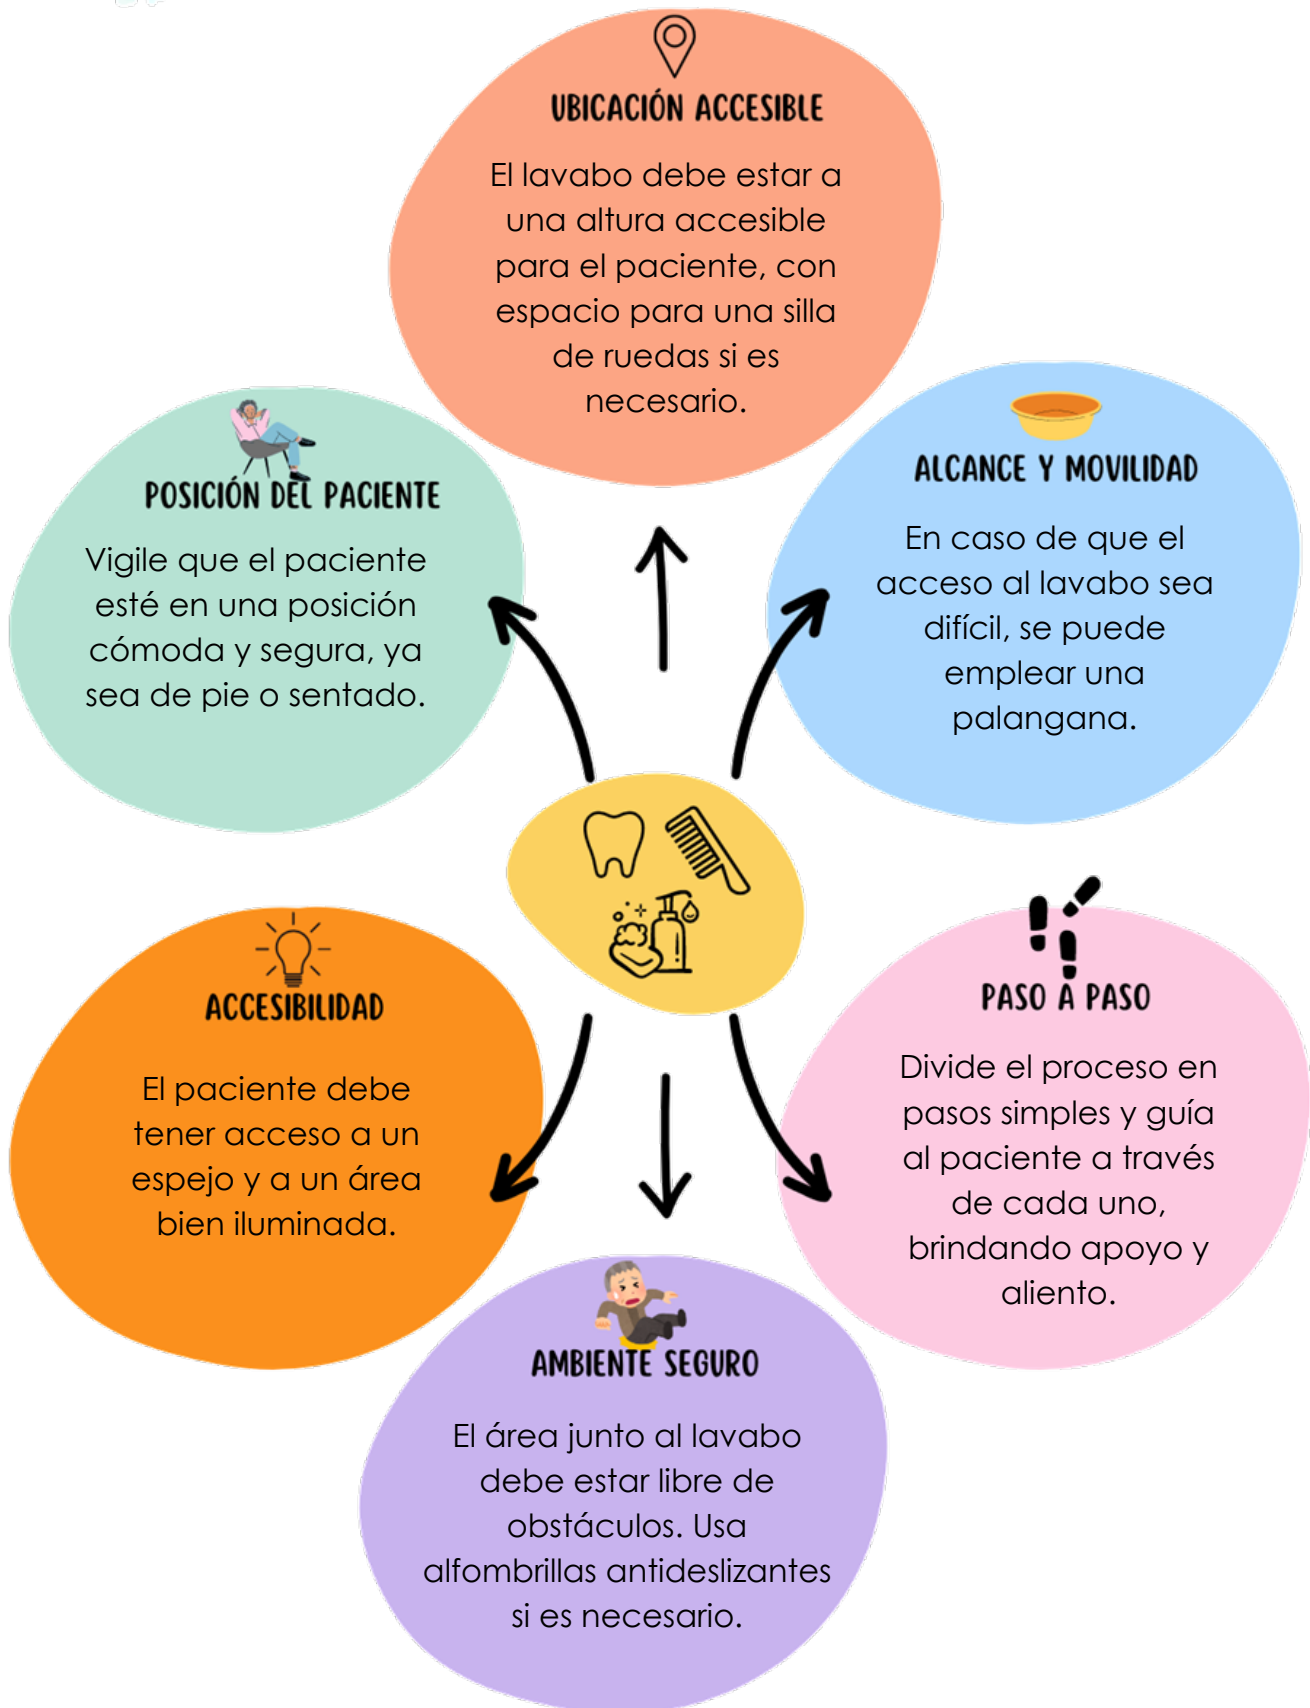 UBICACIÓN ACCESIBLE
El lavabo debe estar a
una altura accesible
para el paciente, con
espacio para una silla
de ruedas si es
necesario.
POSICIÓN DEL PACIENTE
Vigile que el paciente
esté en una posición
cómoda y segura, ya
sea de pie o sentado.
ALCANCE Y MOVILIDAD
En caso de que el
acceso al lavabo sea
difícil, se puede
emplear una
palangana.
ACCESIBILIDAD
El paciente debe
tener acceso a un
espejo y a un área
bien iluminada.
PASO A PASO
Divide el proceso en
pasos simples y guía
al paciente a través
de cada uno,
brindando apoyo y
aliento.
AMBIENTE SEGURO
El área junto al lavabo
debe estar libre de
obstáculos. Usa
alfombrillas antideslizantes
si es necesario.